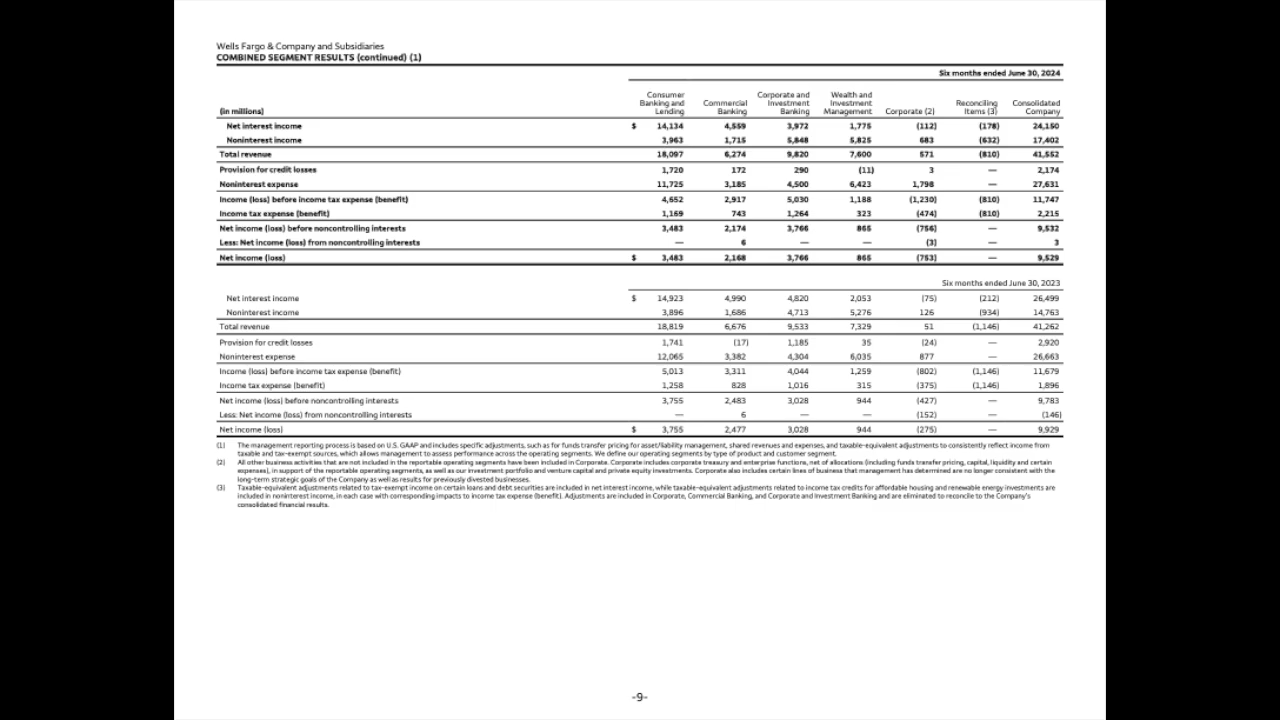 Wells Fargo & Company and Subsidiaries
COMBINED SEGMENT RESULTS (continued) (1)
Six months ended June 30, 2024
(in millions) Consumer Banking and Lending Commercial Banking Corporate and Investment Banking Wealth and Investment Management Corporate (2) Reconciling Items (3) Consolidated Company
Net interest income $ 14,134 4,559 3,972 1,775 (112) (178) 24,150
Noninterest income 3,963 1,715 5,848 5,825 683 (632) 17,402
Total revenue 18,097 6,274 9,820 7,600 571 (810) 41,552
Provision for credit losses 1,720 172 290 (11) 3 — 2,174
Noninterest expense 11,725 3,185 4,500 6,423 1,798 — 27,631
Income (loss) before income tax expense (benefit) 4,652 2,917 5,030 1,188 (1,230) (810) 11,747
Income tax expense (benefit) 1,169 743 1,264 323 (474) (810) 2,215
Net income (loss) before noncontrolling interests 3,483 2,174 3,766 865 (756) — 9,532
Less: Net income (loss) from noncontrolling interests — 6 — — (3) — 3
Net income (loss) $ 3,483 2,168 3,766 865 (753) — 9,529
Six months ended June 30, 2023
Net interest income $ 14,923 4,990 4,820 2,053 (75) (212) 26,499
Noninterest income 3,896 1,686 4,713 5,276 126 (934) 14,763
Total revenue 18,819 6,676 9,533 7,329 51 (1,146) 41,262
Provision for credit losses 1,741 (17) 1,185 35 (24) — 2,920
Noninterest expense 12,065 3,382 4,304 6,035 877 — 26,663
Income (loss) before income tax expense (benefit) 5,013 3,311 4,044 1,259 (802) (1,146) 11,679
Income tax expense (benefit) 1,258 828 1,016 315 (375) (1,146) 1,896
Net income (loss) before noncontrolling interests 3,755 2,483 3,028 944 (427) — 9,783
Less: Net income (loss) from noncontrolling interests — 6 — — (152) — (146)
Net income (loss) $ 3,755 2,477 3,028 944 (275) — 9,929
(1) The management reporting process is based on U.S. GAAP and includes specific adjustments, such as for funds transfer pricing for asset/liability management, shared revenues and expenses, and taxable-equivalent adjustments to consistently reflect income from
taxable and tax-exempt sources, which allows management to assess performance across the operating segments. We define our operating segments by type of product and customer segment.
(2) All other business activities that are not included in the reportable operating segments have been included in Corporate. Corporate includes corporate treasury and enterprise functions, net of allocations (including funds transfer pricing, capital, liquidity and certain
expenses), in support of the reportable operating segments, as well as our investment portfolio and venture capital and private equity investments. Corporate also includes certain lines of business that management has determined are no longer consistent with the
long-term strategic goals of the Company as well as results for previously divested businesses.
(3) Taxable-equivalent adjustments related to tax-exempt income on certain loans and debt securities are included in net interest income, while taxable-equivalent adjustments related to income tax credits for affordable housing and renewable energy investments are
included in noninterest income, in each case with corresponding impacts to income tax expense (benefit). Adjustments are included in Corporate, Commercial Banking, and Corporate and Investment Banking and are eliminated to reconcile to the Company's
consolidated financial results.
-9-